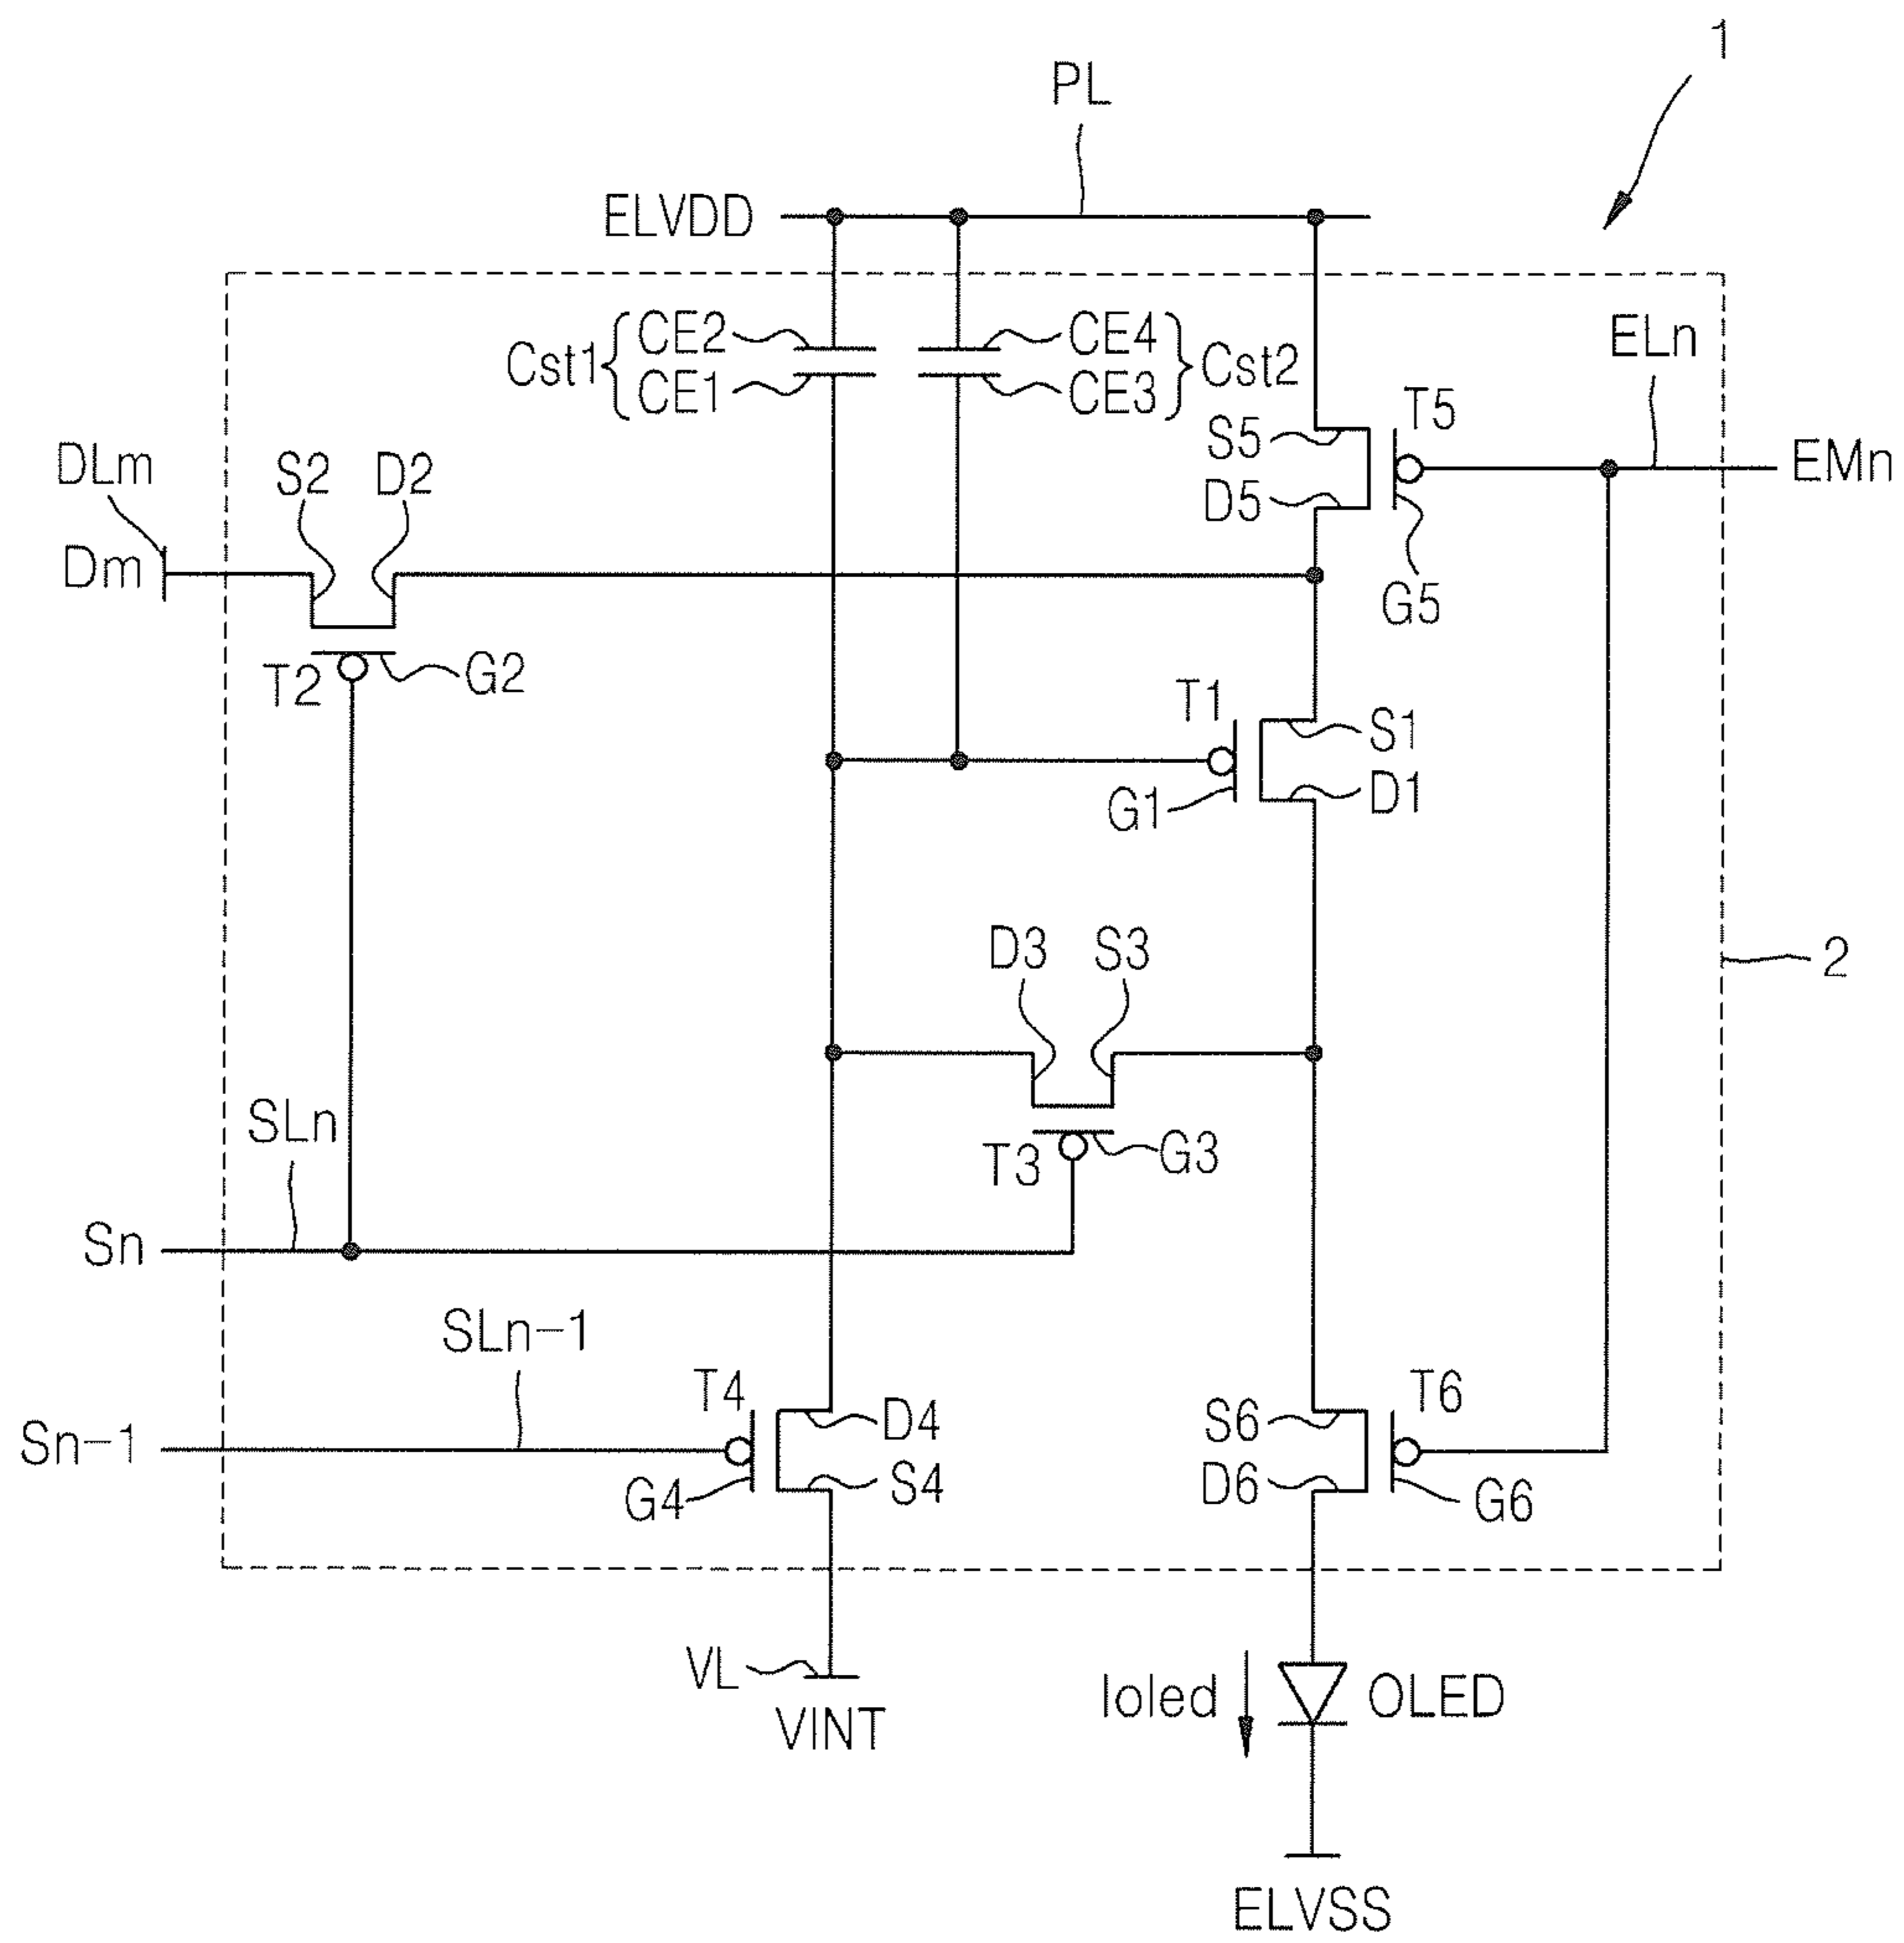 1
PL
ELVDD
Cst1
CE2
CE1
CE4
CE3
Cst2
ELn
T5
S5
D5
G5
EMn
DLm
Dm
S2
D2
T2
G2
T1
S1
D1
G1
D3
S3
T3
G3
2
SLn
Sn
SLn-1
Sn-1
T4
D4
S4
G4
T6
S6
D6
G6
VL
VINT
Ioled
OLED
ELVSS